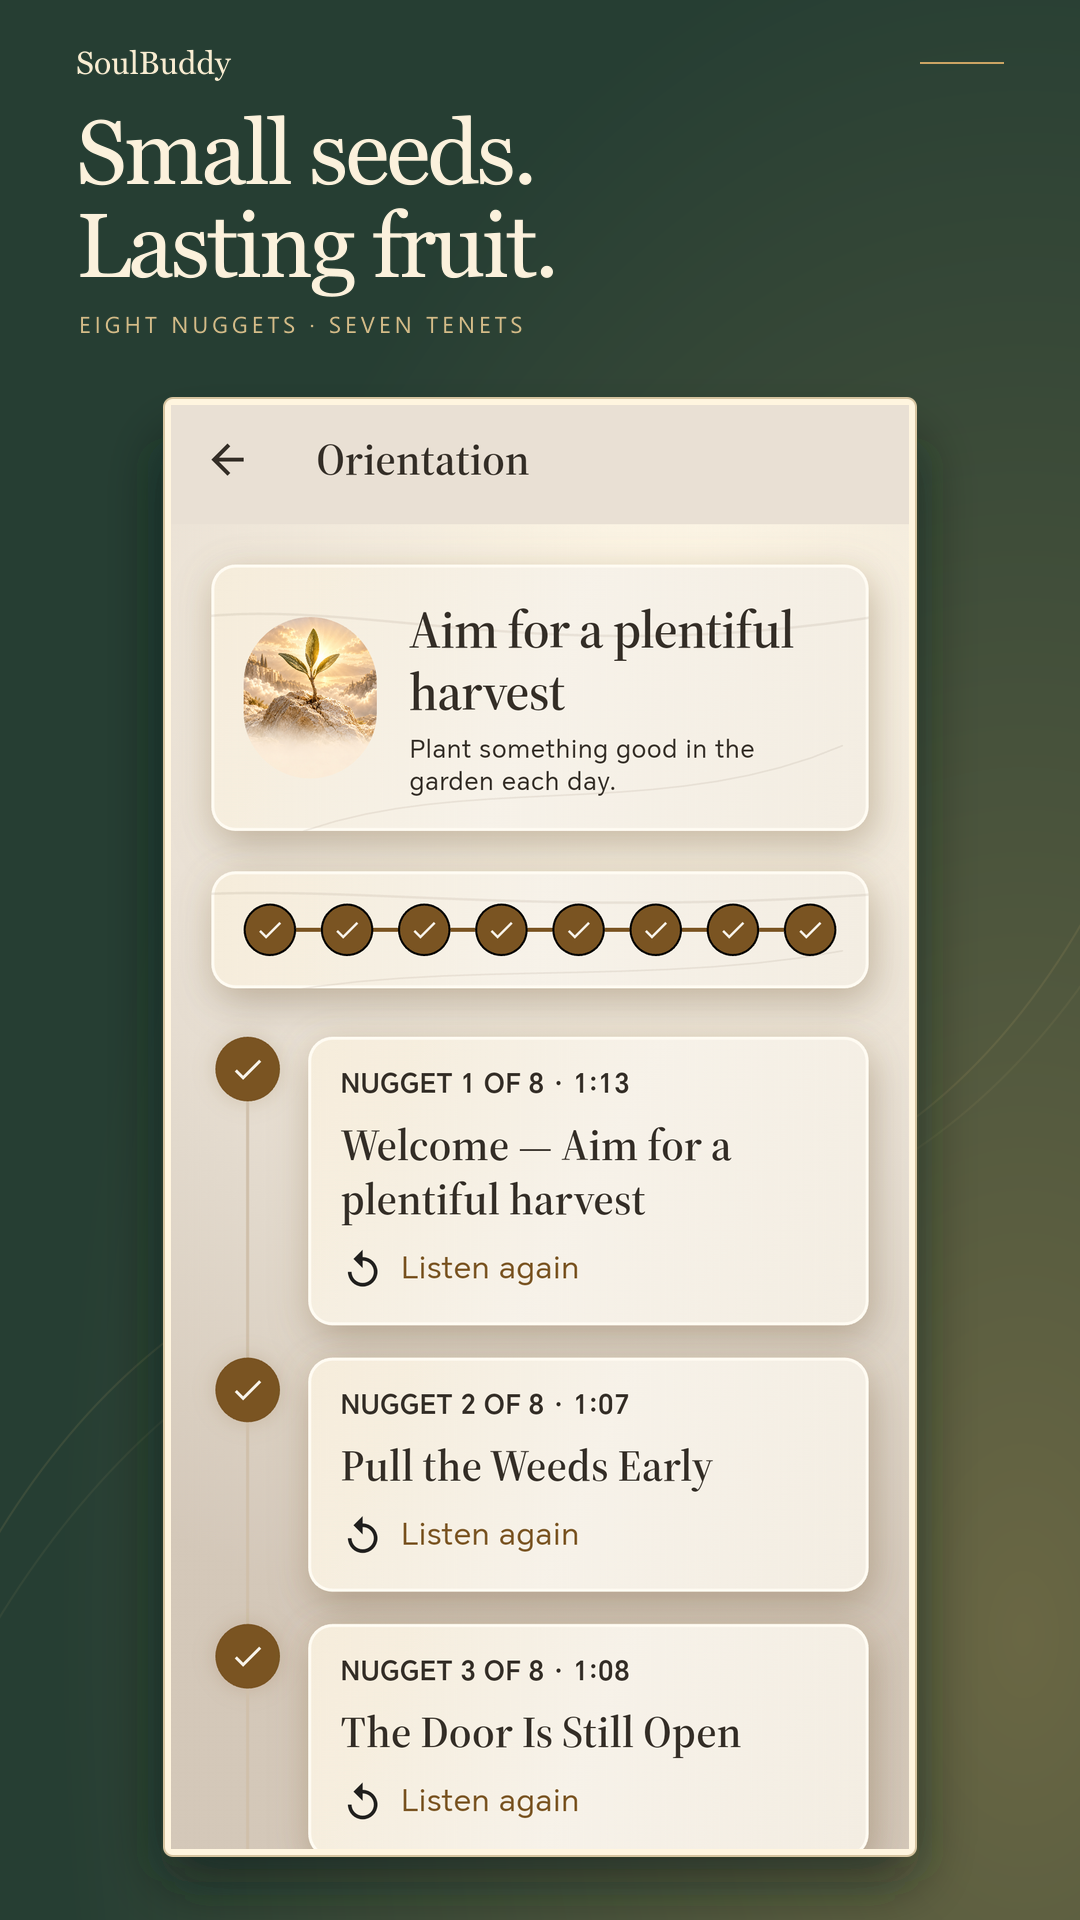 SoulBuddy
Small seeds.
Lasting fruit.
EIGHT NUGGETS · SEVEN TENETS
Orientation
Aim for a plentiful
harvest
Plant something good in the
garden each day.
NUGGET 1 OF 8 · 1:13
Welcome — Aim for a
plentiful harvest
Listen again
NUGGET 2 OF 8 · 1:07
Pull the Weeds Early
Listen again
NUGGET 3 OF 8 · 1:08
The Door Is Still Open
Listen again